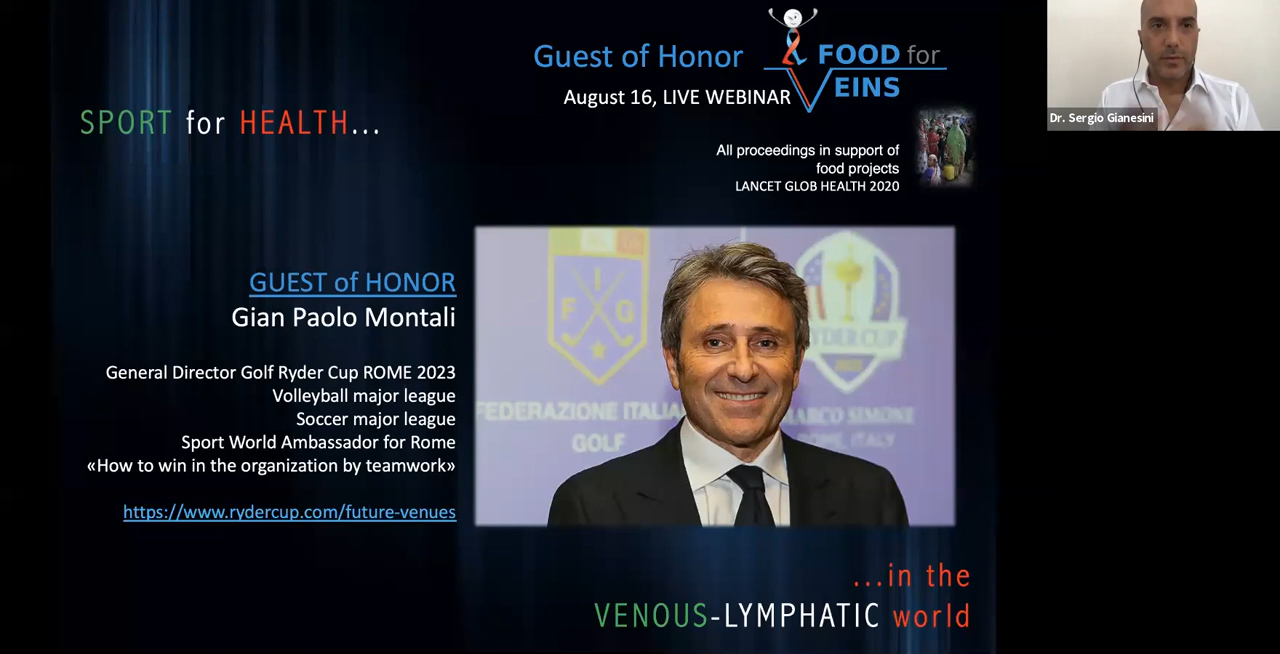 Guest of Honor
FOOD for
VEINS
August 16, LIVE WEBINAR
Dr. Sergio Gianesini
SPORT for HEALTH...
All proceedings in support of
food projects
LANCET GLOB HEALTH 2020
GUEST of HONOR
Gian Paolo Montali
General Director Golf Ryder Cup ROME 2023
Volleyball major league
Soccer major league
Sport World Ambassador for Rome
«How to win in the organization by teamwork»
https://www.rydercup.com/future-venues
F I G
RYDER CUP
FEDERAZIONE ITALIA
GOLF
MARCO SIMONE
ROME, ITALY
...in the
VENOUS-LYMPHATIC world